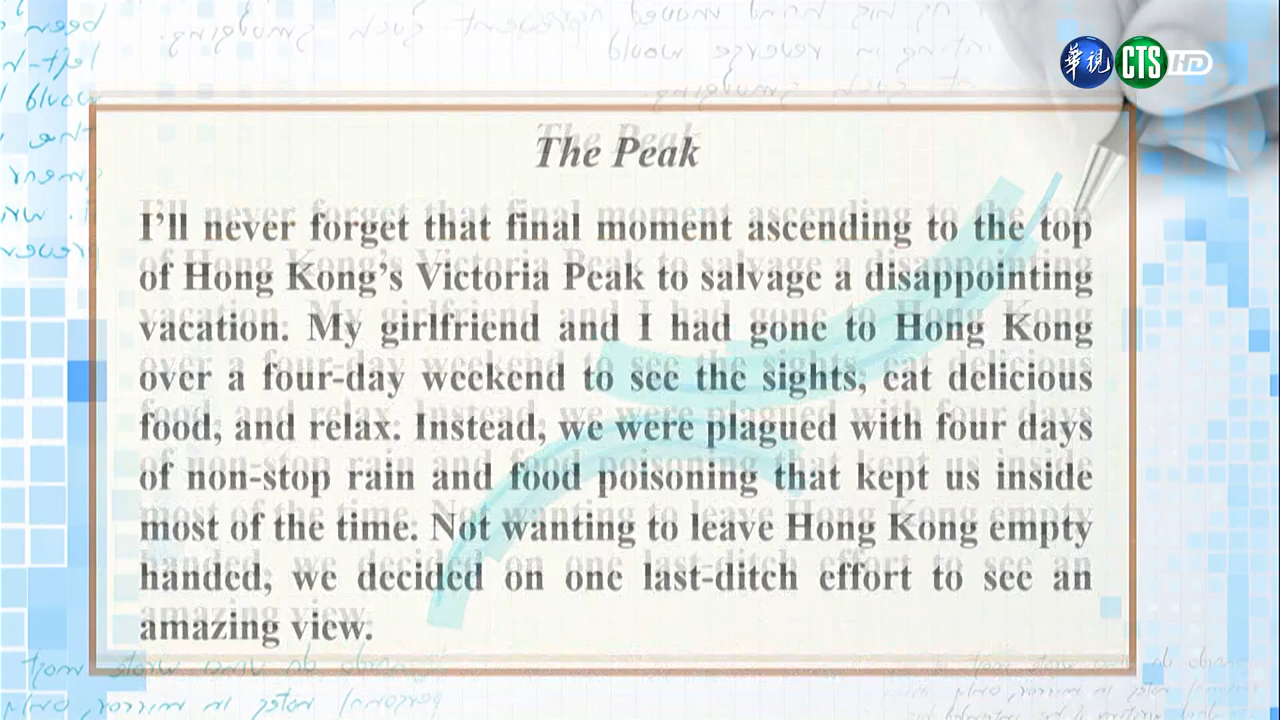 華視 CTS HD
The Peak
I'll never forget that final moment ascending to the top
of Hong Kong's Victoria Peak to salvage a disappointing
vacation. My girlfriend and I had gone to Hong Kong
over a four-day weekend to see the sights, eat delicious
food, and relax. Instead, we were plagued with four days
of non-stop rain and food poisoning that kept us inside
most of the time. Not wanting to leave Hong Kong empty
handed, we decided on one last-ditch effort to see an
amazing view.